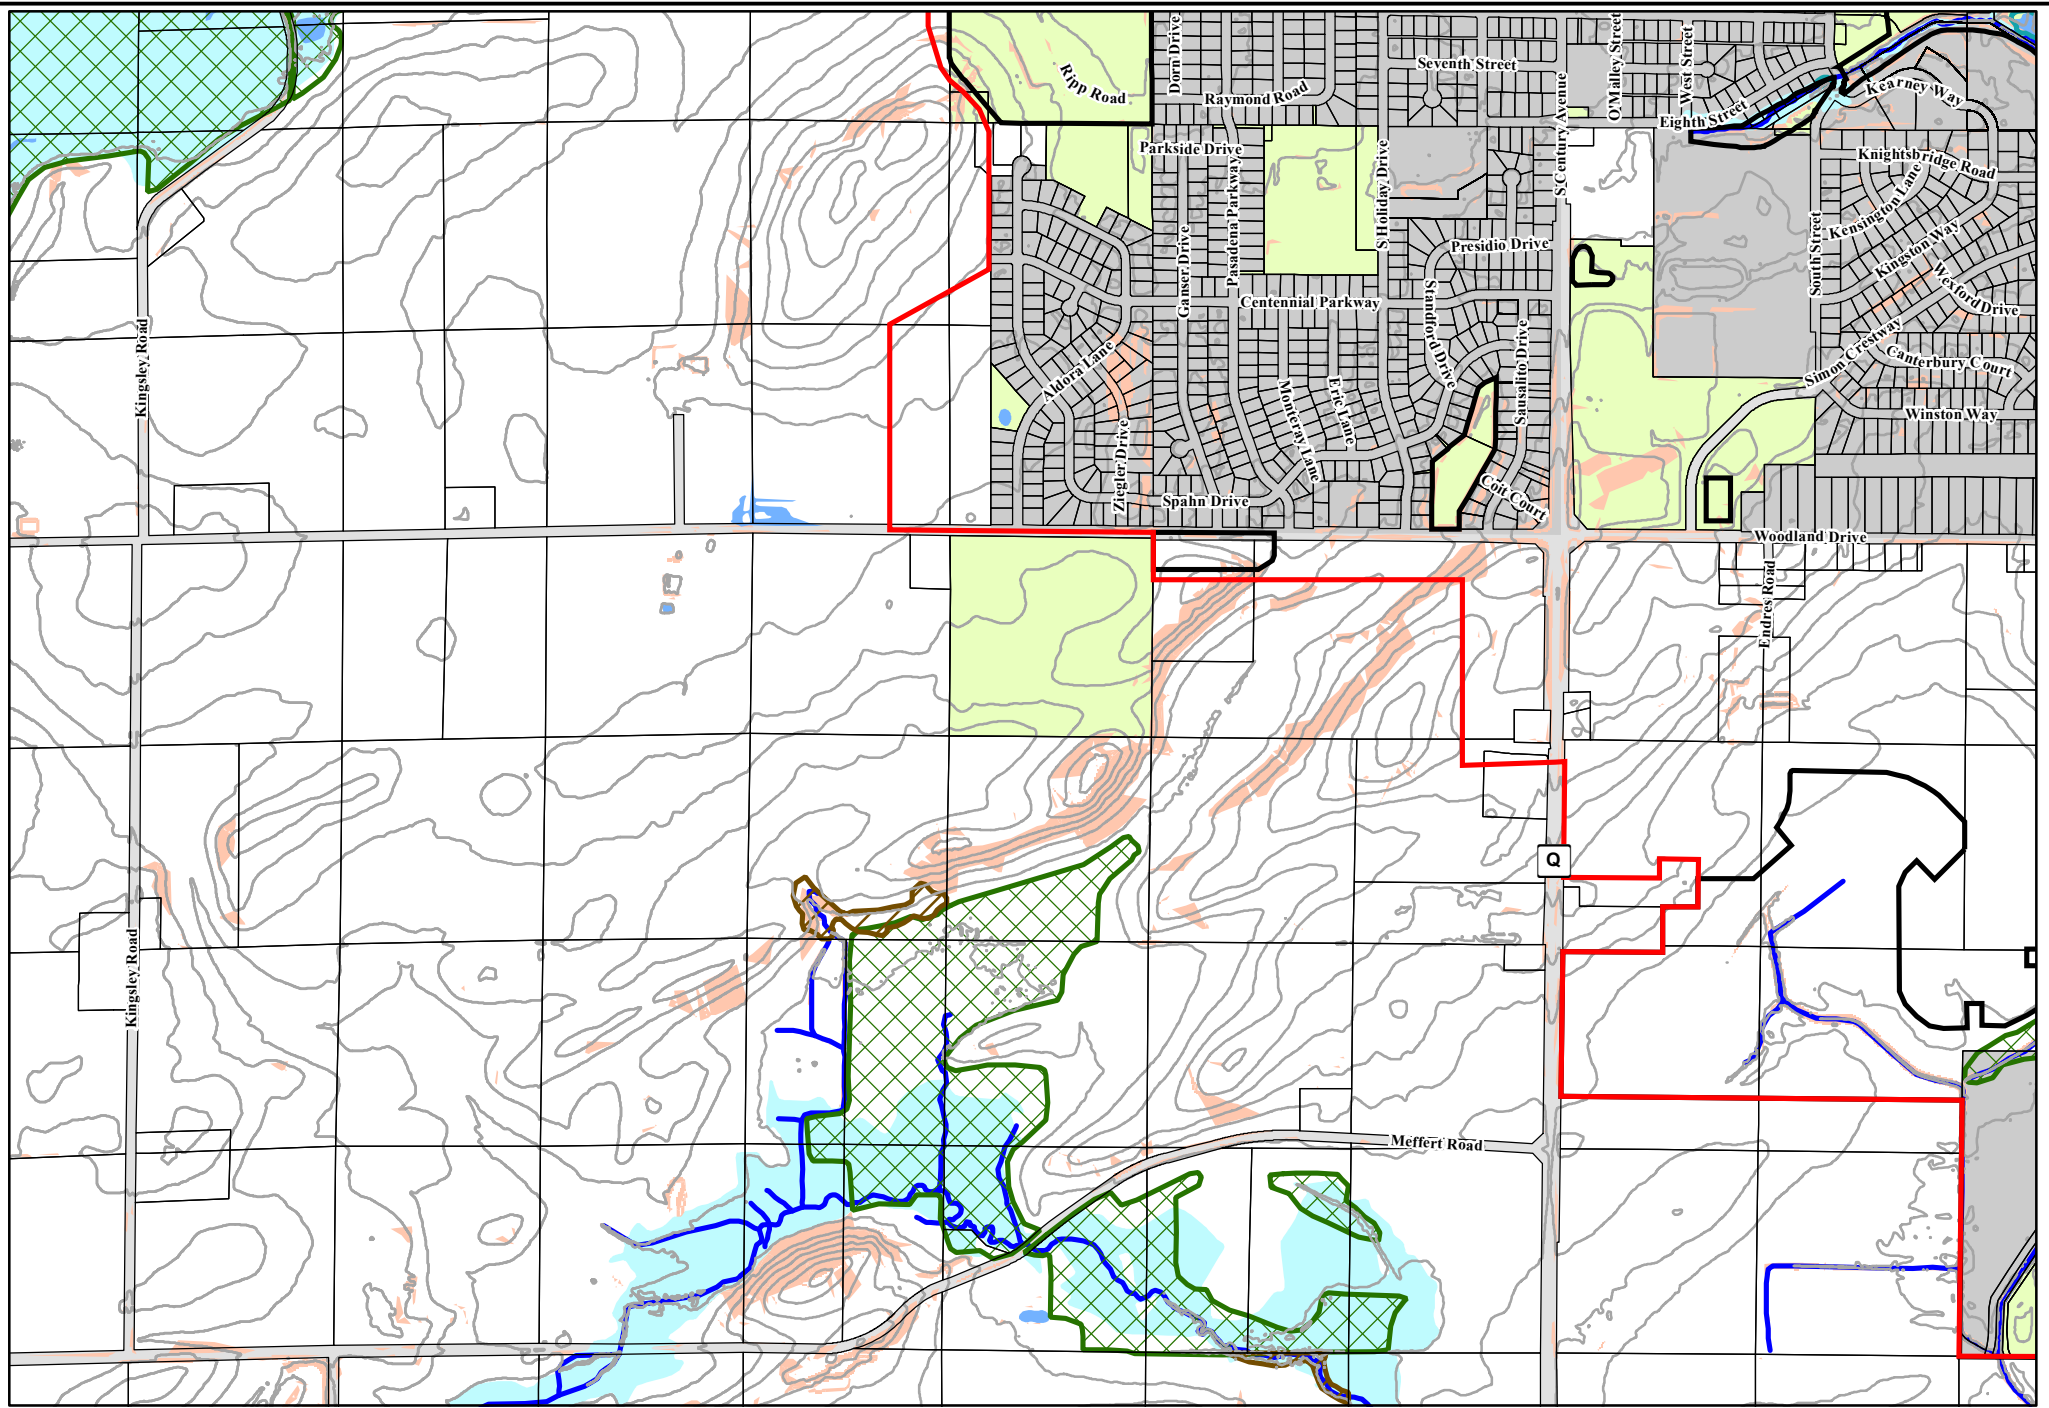 Ripp Road
Dorn Drive
Raymond Road
Seventh Street
O'Malley Street
West Street
Eighth Street
Kearney Way
Parkside Drive
Pasadena Parkway
S Holiday Drive
S Century Avenue
Knightsbridge Road
Kensington Lane
Kingston Way
Wexford Drive
South Street
Presidio Drive
Ganser Drive
Centennial Parkway
Standford Drive
Sausalito Drive
Simon Crestway
Canterbury Court
Winston Way
Kingsley Road
Aldora Lane
Ziegler Drive
Monteray Lane
Eric Lane
Spahn Drive
Coit Court
Woodland Drive
Endres Road
Q
Kingsley Road
Meffert Road